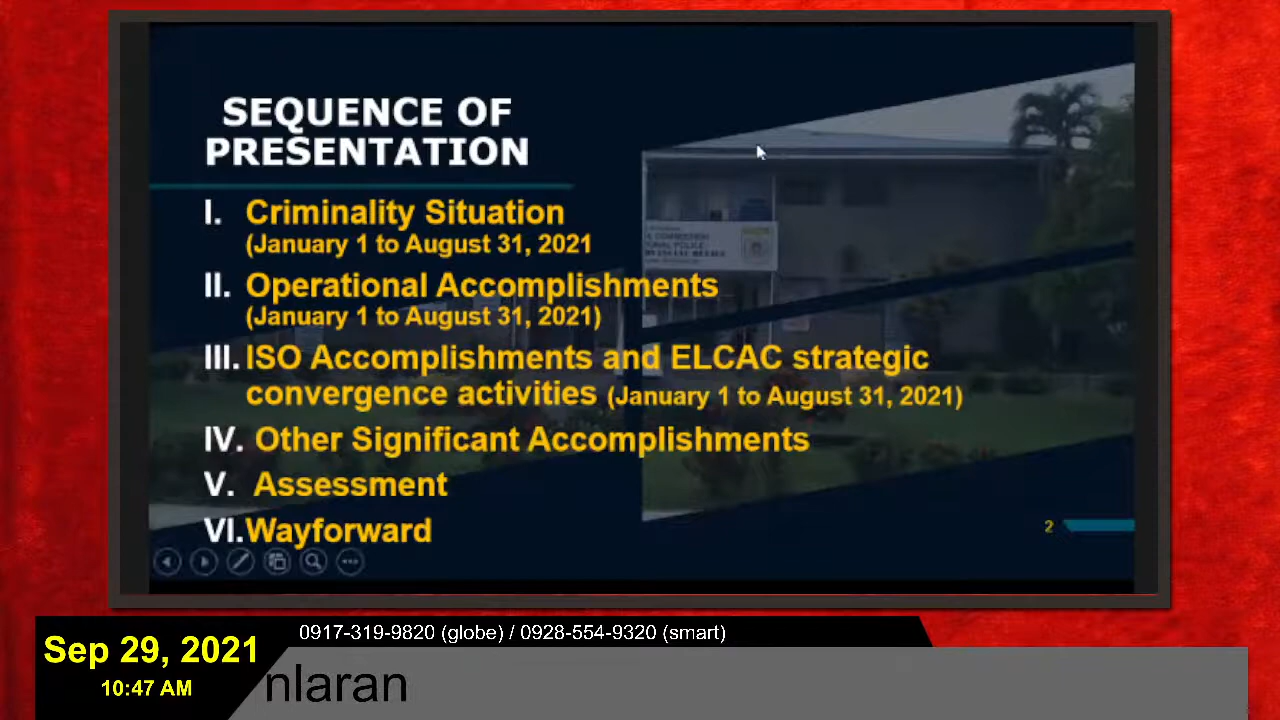 SEQUENCE OF
PRESENTATION
I. Criminality Situation
(January 1 to August 31, 2021
II. Operational Accomplishments
(January 1 to August 31, 2021)
III. ISO Accomplishments and ELCAC strategic
convergence activities (January 1 to August 31, 2021)
IV. Other Significant Accomplishments
V. Assessment
VI. Wayforward
2
0917-319-9820 (globe) / 0928-554-9320 (smart)
Sep 29, 2021
10:47 AM
nlaran